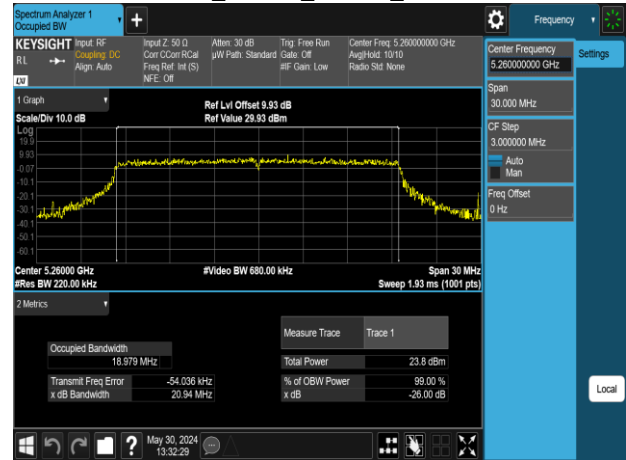 Spectrum Analyzer 1
Occupied BW
Frequency
KEYSIGHT
RL
LXI
Input: RF
Coupling: DC
Align: Auto
Input Z: 50 Ω
Corr CCorr RCal
Freq Ref: Int (S)
NFE: Off
Atten: 30 dB
µW Path: Standard
Trig: Free Run
Gate: Off
#IF Gain: Low
Center Freq: 5.260000000 GHz
Avg|Hold: 10/10
Radio Std: None
Center Frequency
5.260000000 GHz
Settings
Span
30.000 MHz
CF Step
3.000000 MHz
Auto
Man
Freq Offset
0 Hz
Local
1 Graph
Scale/Div 10.0 dB
Ref Lvl Offset 9.93 dB
Ref Value 29.93 dBm
Log
19.9
9.93
-0.07
-10.1
-20.1
-30.1
-40.1
-50.1
-60.1
Center 5.26000 GHz
#Video BW 680.00 kHz
Span 30 MHz
#Res BW 220.00 kHz
Sweep 1.93 ms (1001 pts)
2 Metrics
Measure Trace
Trace 1
Occupied Bandwidth
18.979 MHz
Total Power
23.8 dBm
Transmit Freq Error
-54.036 kHz
% of OBW Power
99.00 %
x dB Bandwidth
20.94 MHz
x dB
-26.00 dB
May 30, 2024
13:32:29